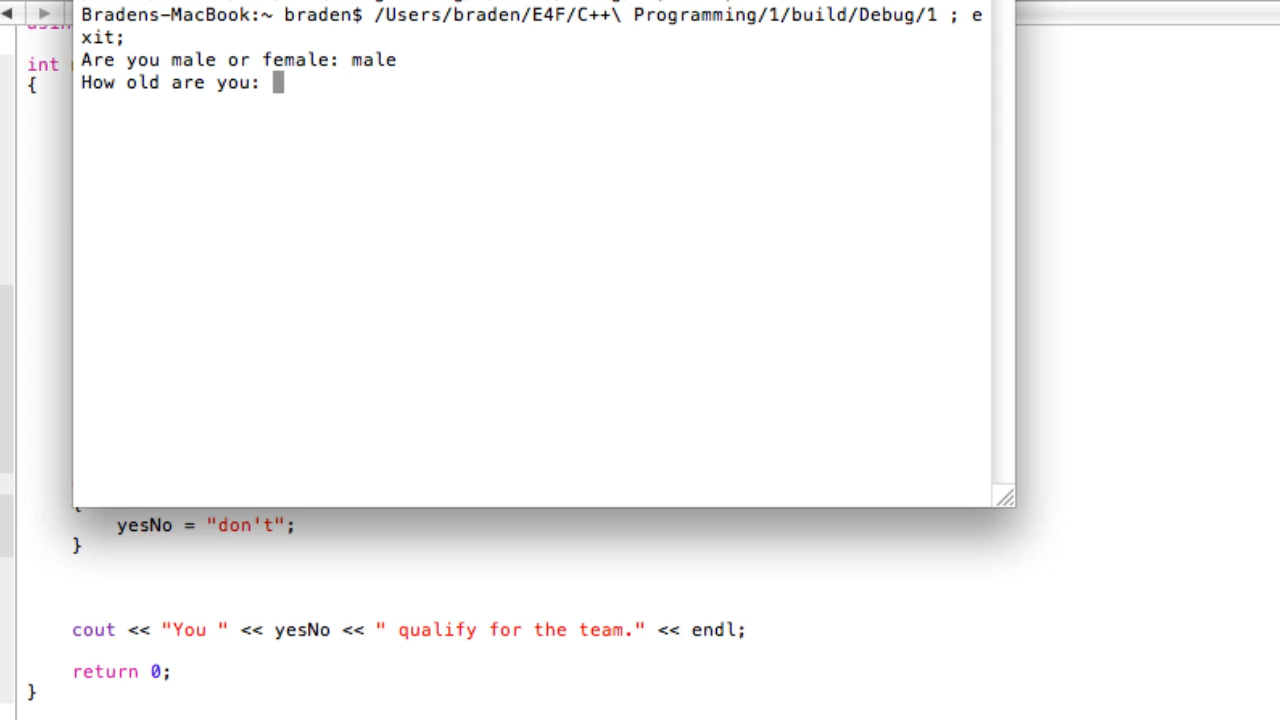 Bradens-MacBook:~ braden$ /Users/braden/E4F/C++\ Programming/1/build/Debug/1 ; e
xit;
Are you male or female: male
int
How old are you:
{
{
yesNo = "don't";
}
cout << "You " << yesNo << " qualify for the team." << endl;
return 0;
}